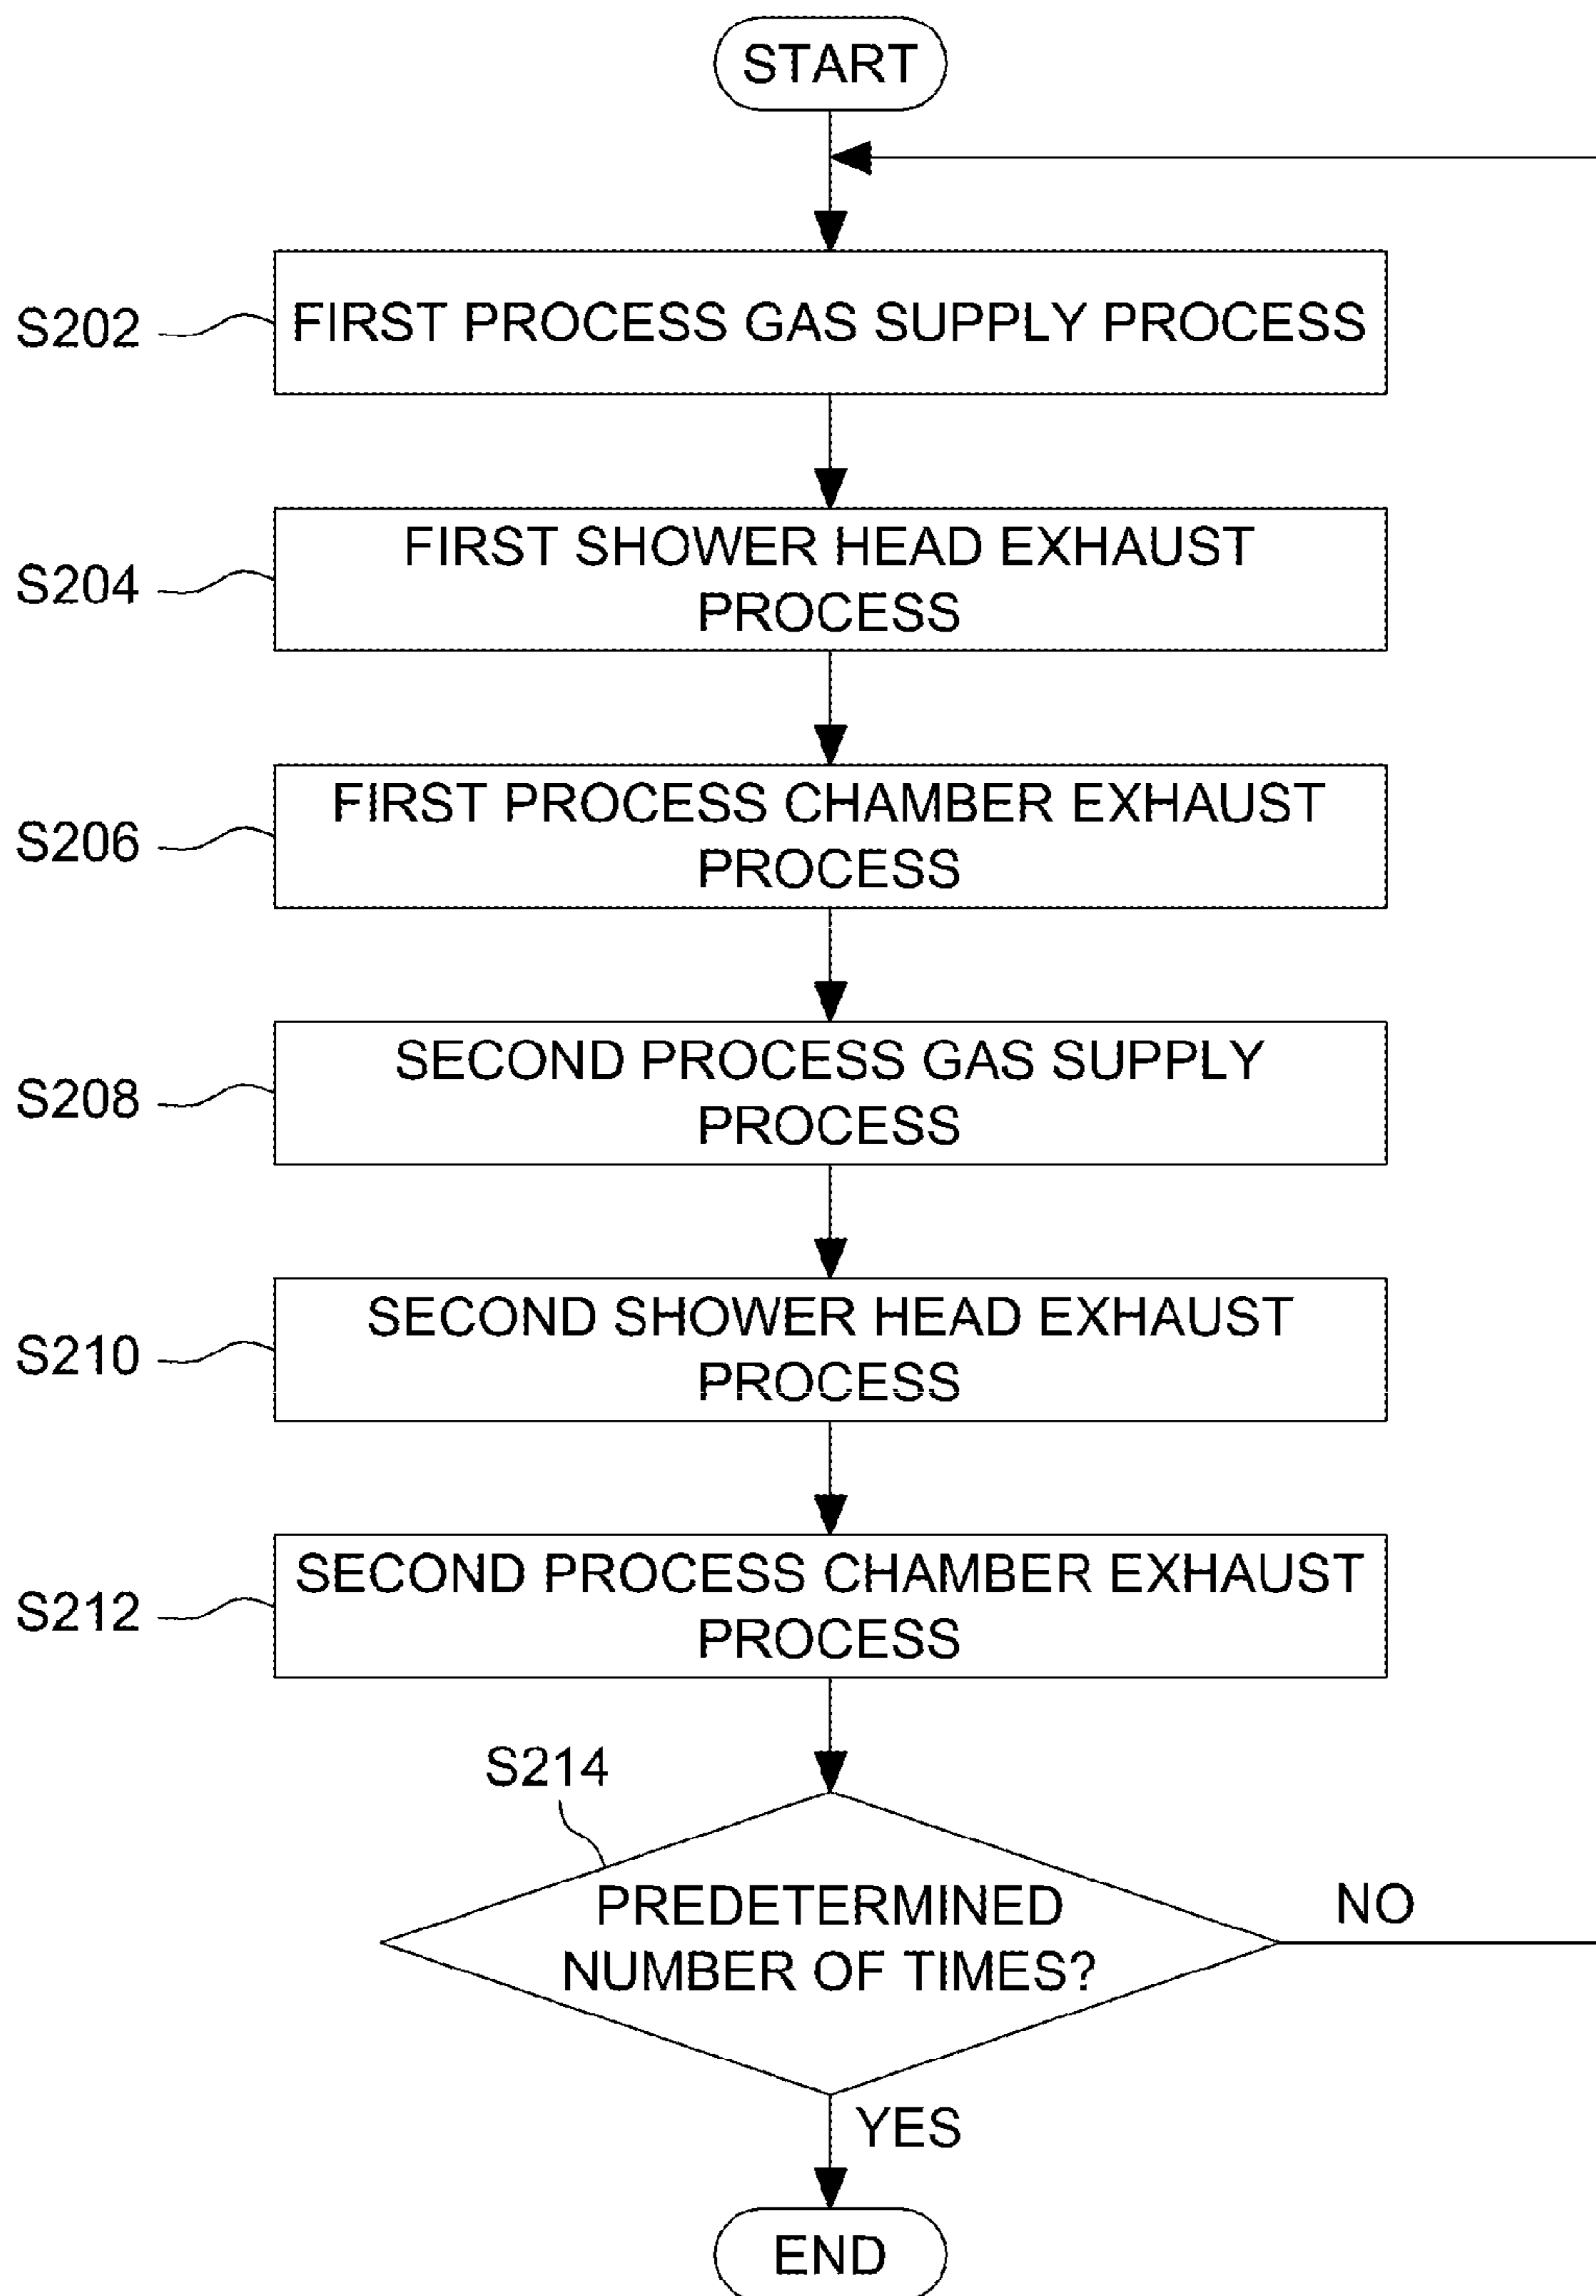 START
S202
FIRST PROCESS GAS SUPPLY PROCESS
S204
FIRST SHOWER HEAD EXHAUST
PROCESS
S206
FIRST PROCESS CHAMBER EXHAUST
PROCESS
S208
SECOND PROCESS GAS SUPPLY
PROCESS
S210
SECOND SHOWER HEAD EXHAUST
PROCESS
S212
SECOND PROCESS CHAMBER EXHAUST
PROCESS
S214
PREDETERMINED
NUMBER OF TIMES?
NO
YES
END